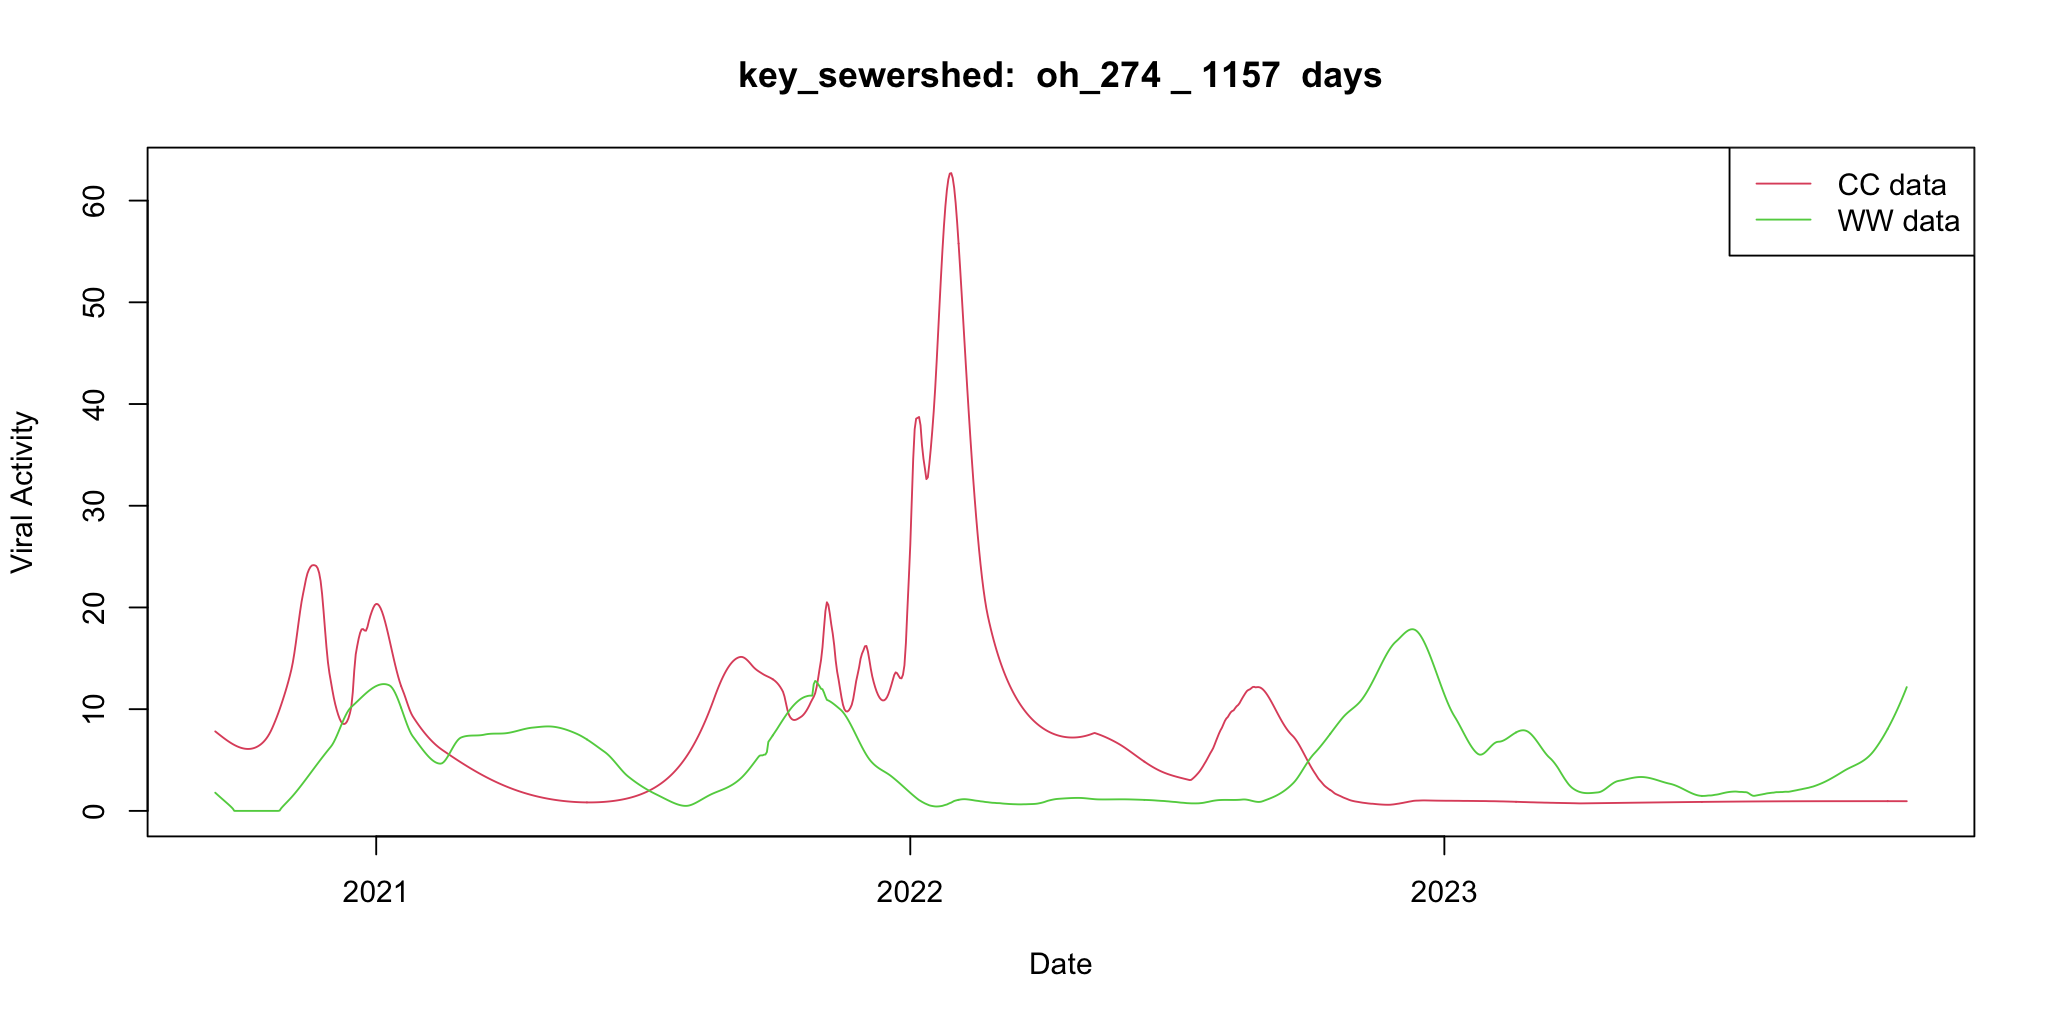 key_sewershed: oh_274 _ 1157 days
CC data
WW data
Viral Activity
60
50
40
30
20
10
0
2021 2022 2023
Date